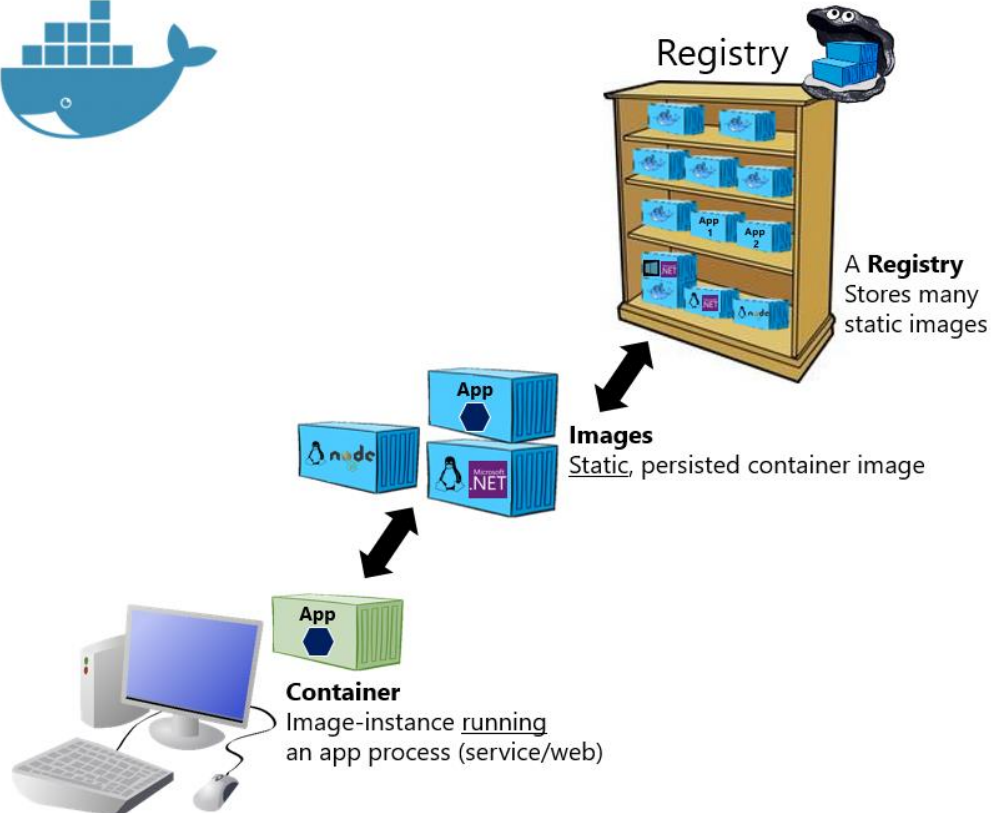 Registry
App
1
App
2
.NET
.NET
node
A Registry
Stores many
static images
App
node
Microsoft
.NET
Images
Static, persisted container image
App
Container
Image-instance running
an app process (service/web)